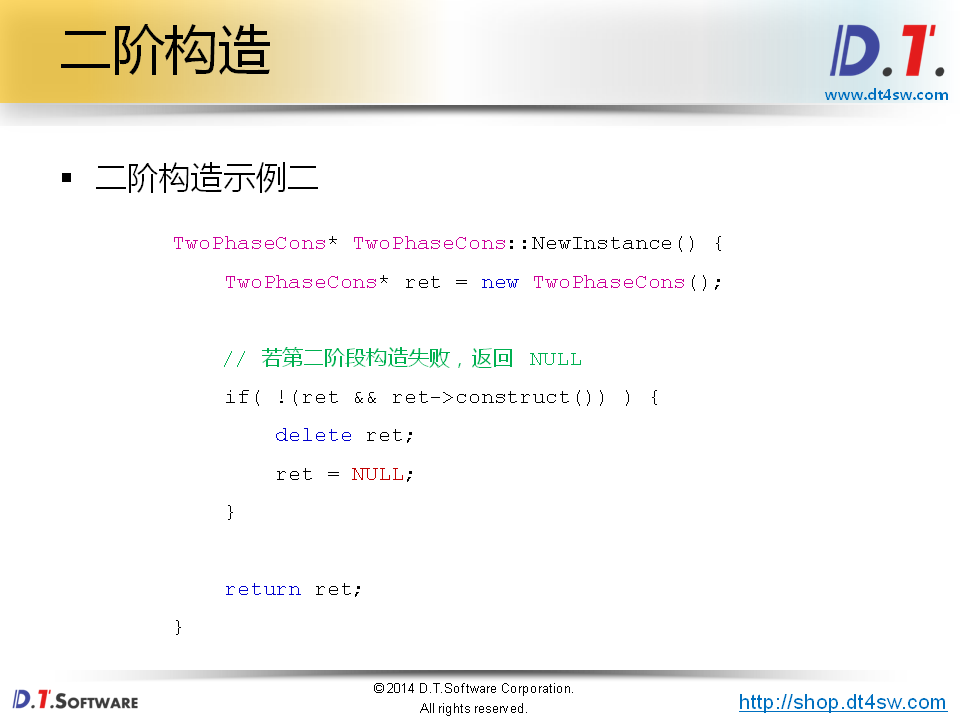 二阶构造
D.T.
www.dt4sw.com
▪ 二阶构造示例二
TwoPhaseCons* TwoPhaseCons::NewInstance() {
    TwoPhaseCons* ret = new TwoPhaseCons();
    // 若第二阶段构造失败，返回 NULL
    if( !(ret && ret->construct()) ) {
        delete ret;
        ret = NULL;
    }
    return ret;
}
D.T.SOFTWARE
©2014 D.T.Software Corporation.
All rights reserved.
http://shop.dt4sw.com